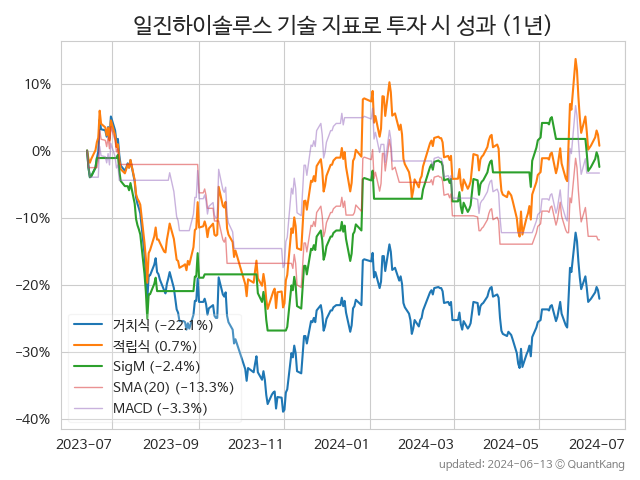 일진하이솔루스 기술 지표로 투자 시 성과 (1년)
10%
0%
−10%
−20%
−30%
−40%
거치식 (−22.1%)
적립식 (0.7%)
SigM (−2.4%)
SMA(20) (−13.3%)
MACD (−3.3%)
2023-07
2023-09
2023-11
2024-01
2024-03
2024-05
2024-07
updated: 2024-06-13 © QuantKang